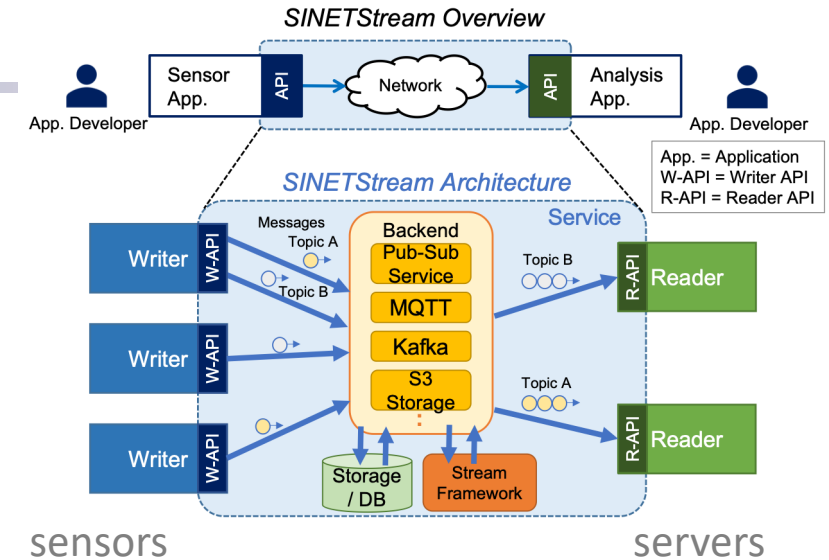 SINETStream Overview
Sensor
App.
API
Network
API
Analysis
App.
App. Developer
App. Developer
App. = Application
W-API = Writer API
R-API = Reader API
SINETStream Architecture
Service
Messages
Topic A
Topic B
Writer
W-API
Writer
W-API
Writer
W-API
Backend
Pub-Sub
Service
MQTT
Kafka
S3
Storage
:
Storage
/ DB
Stream
Framework
Topic B
R-API
Reader
Topic A
R-API
Reader
sensors
servers